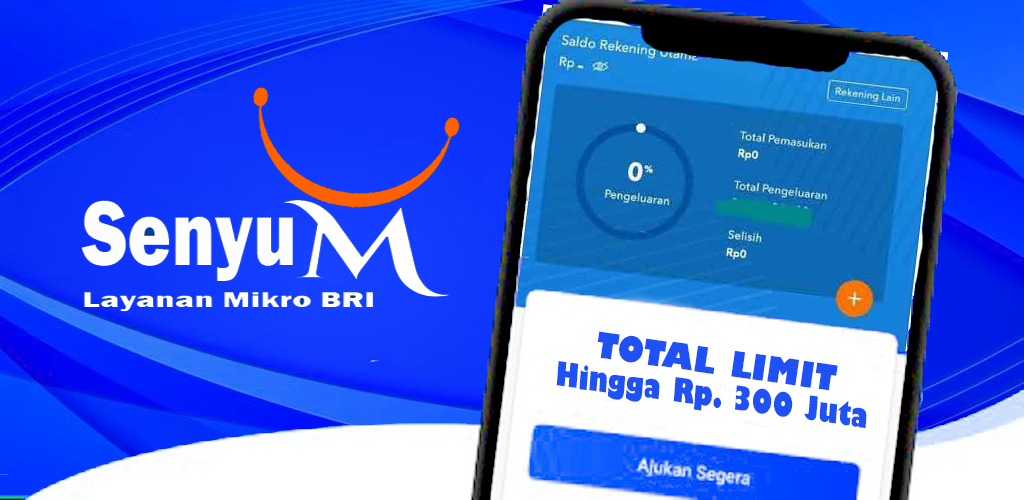 SenyuM
Layanan Mikro BRI
Saldo Rekening Utama
Rp -
Rekening Lain
0%
Pengeluaran
Total Pemasukan
Rp0
Total Pengeluaran
Selisih
Rp0
+
TOTAL LIMIT
Hingga Rp. 300 Juta
Ajukan Segera